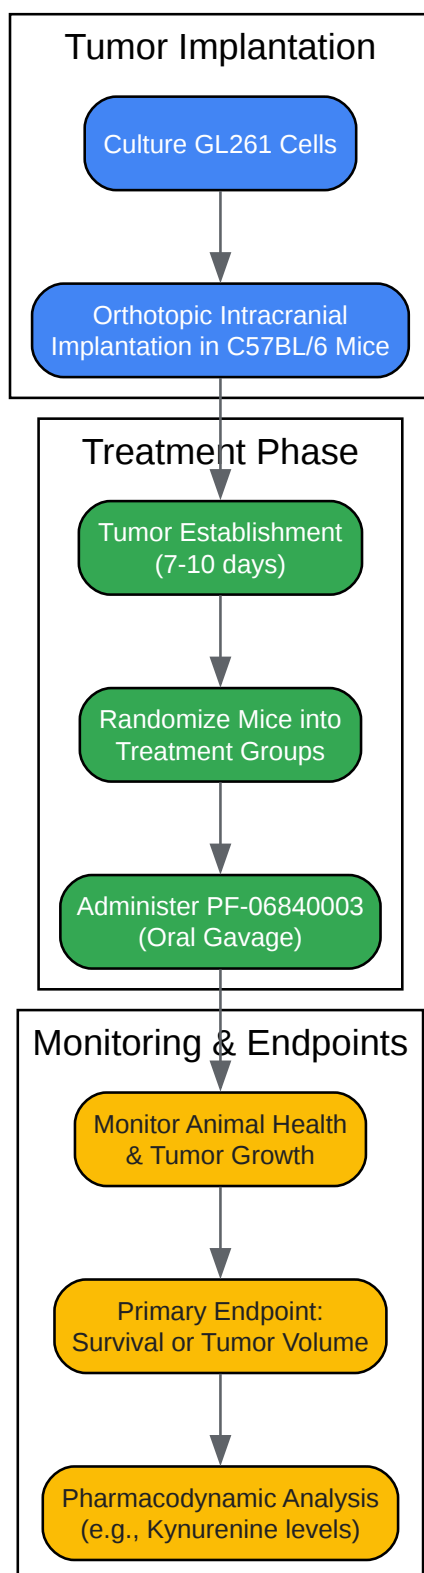 Tumor Implantation
Culture GL261 Cells
Orthotopic Intracranial
Implantation in C57BL/6 Mice
Treatment Phase
Tumor Establishment
(7-10 days)
Randomize Mice into
Treatment Groups
Administer PF-06840003
(Oral Gavage)
Monitoring & Endpoints
Monitor Animal Health
& Tumor Growth
Primary Endpoint:
Survival or Tumor Volume
Pharmacodynamic Analysis
(e.g., Kynurenine levels)